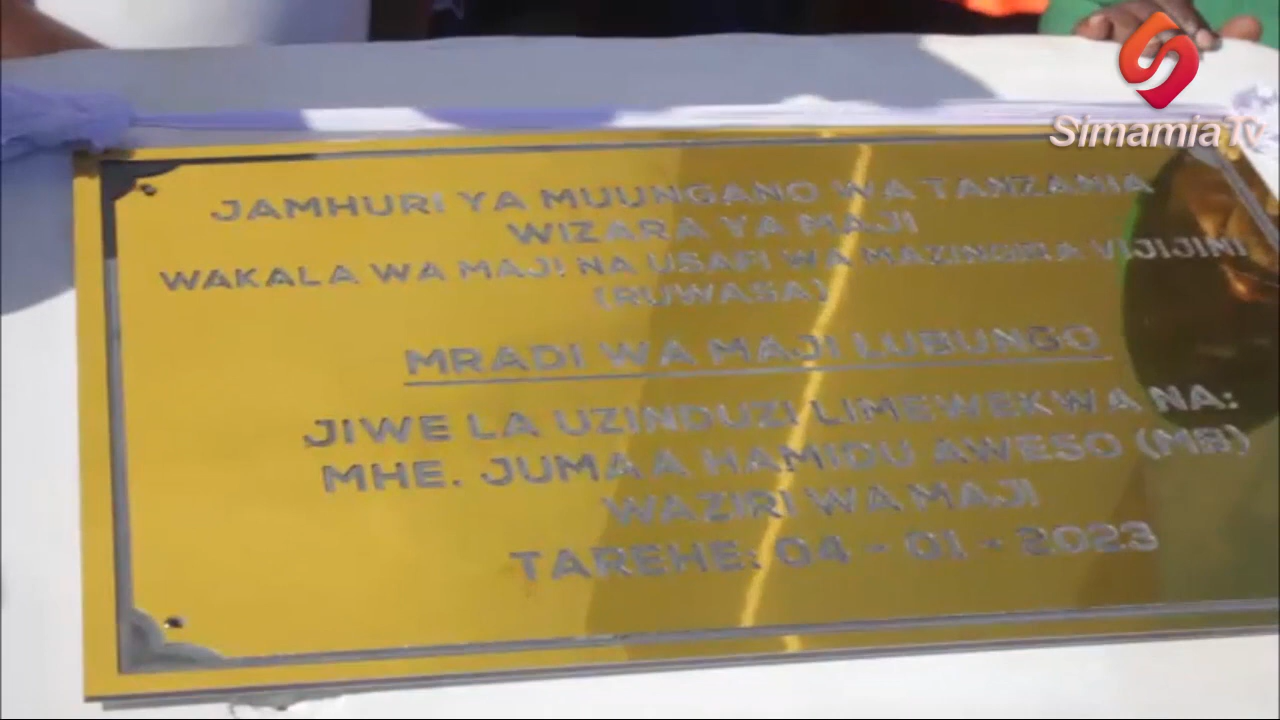 SimamiaTv
JAMHURI YA MUUNGANO WA TANZANIA
WIZARA YA MAJI
WAKALA WA MAJI NA USAFI WA MAZINGIRA VIJIJINI
(RUWASA)
MRADI WA MAJI LUBUNGO
JIWE LA UZINDUZI LIMEWEKWA NA:
MHE. JUMAA HAMIDU AWESO (MB)
WAZIRI WA MAJI
TAREHE: 04 - 01 - 2023